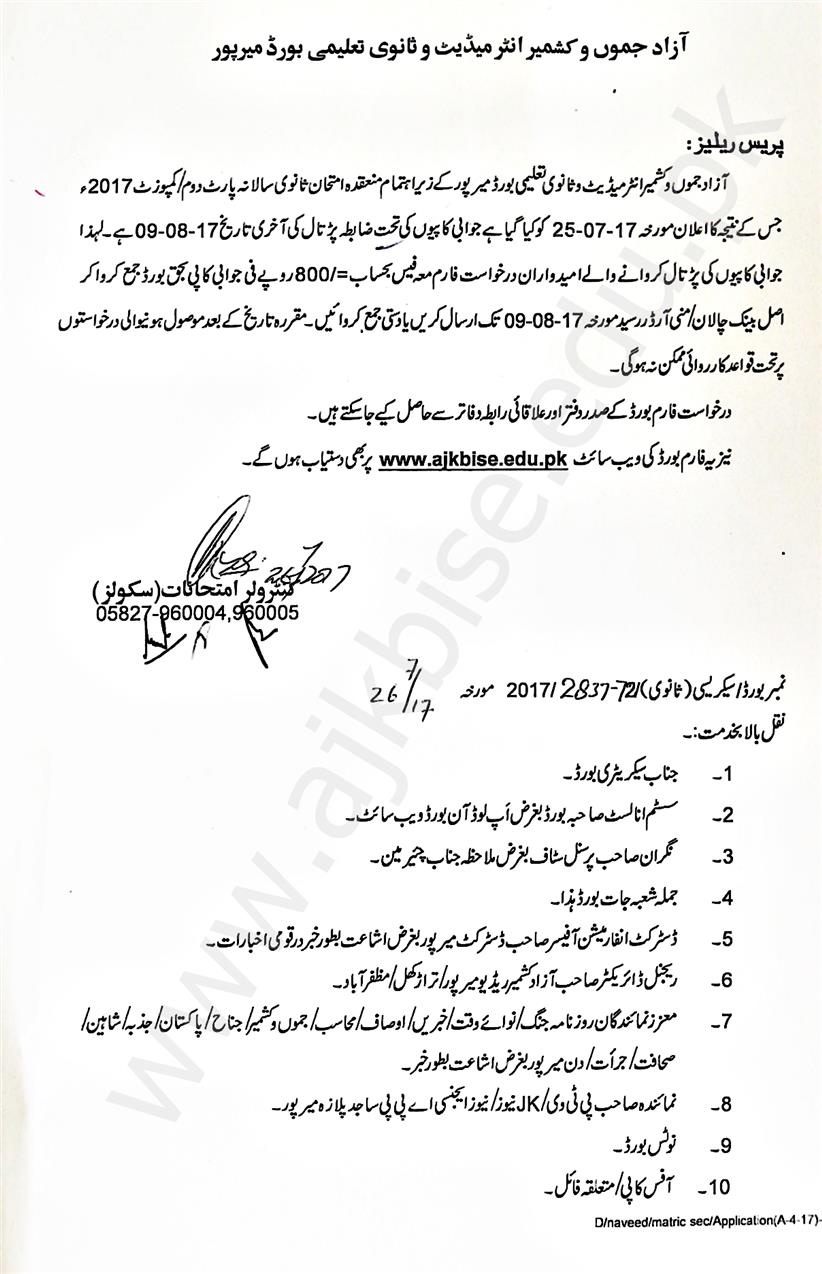 آزاد جموں و کشمیر انٹر میڈیٹ و ثانوی تعلیمی بورڈ میرپور
پریس ریلیز:
آزاد جموں و کشمیر انٹر میڈیٹ و ثانوی تعلیمی بورڈ میرپور کے زیر اہتمام منعقدہ امتحان ثانوی سالانہ پارٹ دوم/کمپوزٹ 2017ء
جس کے نتیجہ کا اعلان مورخہ 17-07-25 کو کیا گیا ہے جوابی کاپیوں کی تحت ضابطہ پڑتال کی آخری تاریخ 17-08-09 ہے۔ لہذا
جوابی کاپیوں کی پڑتال کروانے والے امیدواران درخواست فارم معہ فیس بحساب =/800 روپے فی جوابی کاپی بحق بورڈ جمع کروا کر
اصل بینک چالان/منی آرڈر رسید مورخہ 17-08-09 تک ارسال کریں یا دستی جمع کروائیں۔ مقررہ تاریخ کے بعد موصول ہونیوالی درخواستوں
پر تحت قواعد کارروائی ممکن نہ ہوگی۔
درخواست فارم بورڈ کے صدر دفتر اور علاقائی رابطہ دفاتر سے حاصل کیے جاسکتے ہیں۔
نیز یہ فارم بورڈ کی ویب سائٹ www.ajkbise.edu.pk پر بھی دستیاب ہوں گے۔
کنٹرولر امتحانات (سکولز)
05827-960004,960005
نمبر بورڈ/سیکریسی (ثانوی)/2837-72/2017 مورخہ 26/7/17
نقل بالا بخدمت:۔
1۔ جناب سیکریٹری بورڈ۔
2۔ سسٹم انالسٹ صاحبہ بورڈ بغرض اَپ لوڈ آن بورڈ ویب سائٹ۔
3۔ نگران صاحب پرسنل سٹاف بغرض ملاحظہ جناب چیئرمین۔
4۔ جملہ شعبہ جات بورڈ ہذا۔
5۔ ڈسٹرکٹ انفارمیشن آفیسر صاحب ڈسٹرکٹ میرپور بغرض اشاعت بطور خبر در قومی اخبارات۔
6۔ ریجنل ڈائریکٹر صاحب آزاد کشمیر ریڈیو میرپور/تراڑکھل/مظفرآباد۔
7۔ معزز نمائندگان روزنامہ جنگ/نوائے وقت/خبریں/اوصاف/محاسب/جموں و کشمیر/جناح/پاکستان/جذبہ/شاہین/
صحافت/جرأت/دن میرپور بغرض اشاعت بطور خبر۔
8۔ نمائندہ صاحب پی ٹی وی/JK نیوز/نیوز ایجنسی اے پی پی ساجد پلازہ میرپور۔
9۔ نوٹس بورڈ۔
10۔ آفس کاپی/متعلقہ فائل۔
D/naveed/matric sec/Application(A-4-17)-
www.ajkbise.edu.pk